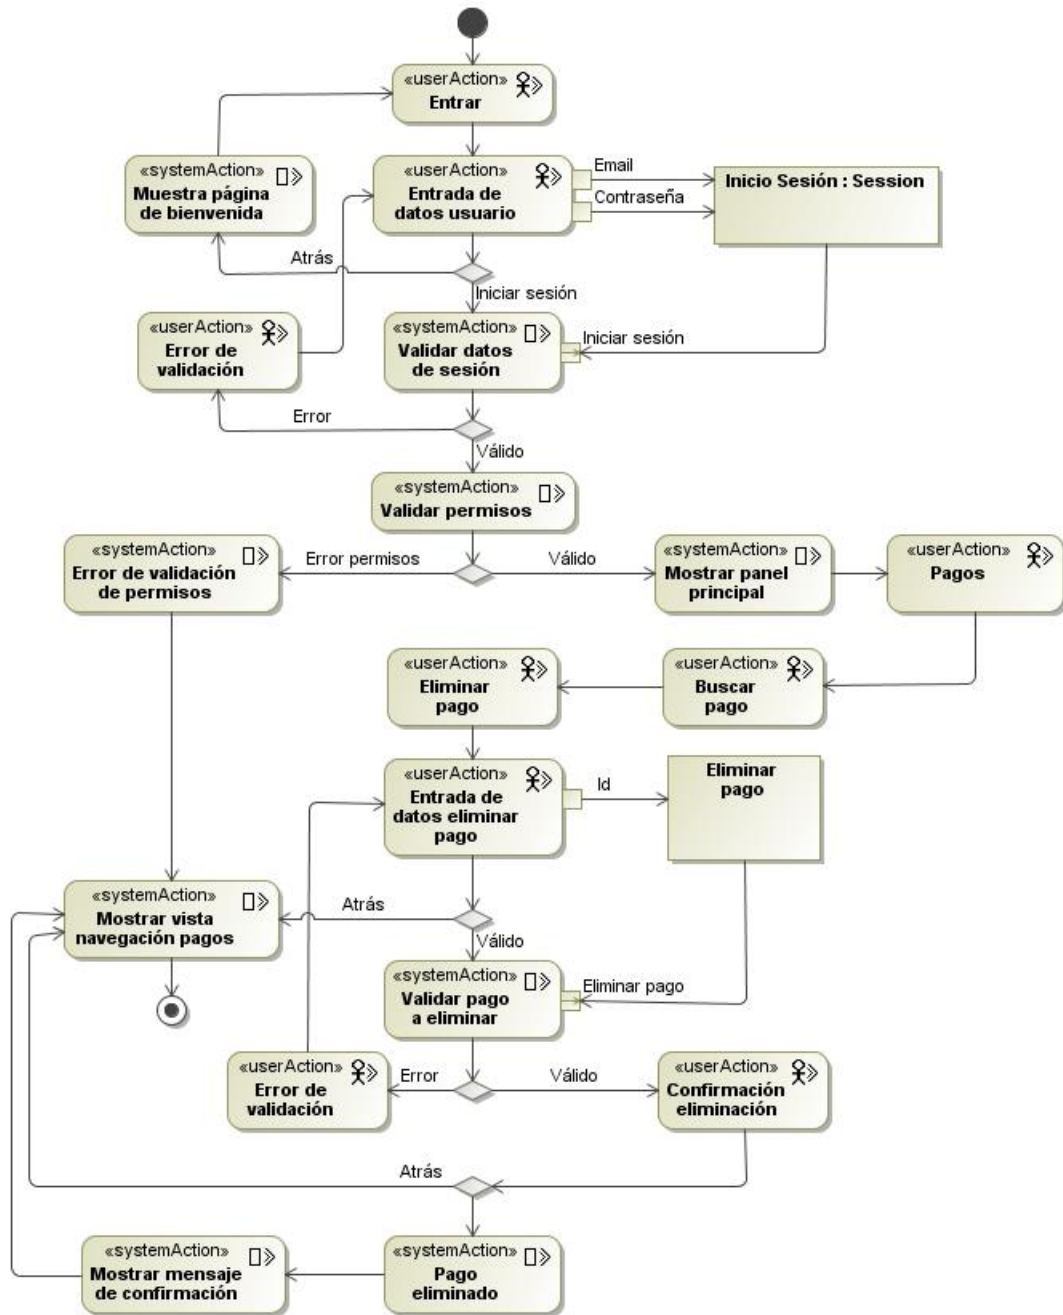 «userAction»
Entrar
«systemAction»
Muestra página
de bienvenida
«userAction»
Entrada de
datos usuario
Email
Contraseña
Inicio Sesión : Session
Atrás
Iniciar sesión
«userAction»
Error de
validación
«systemAction»
Validar datos
de sesión
Iniciar sesión
Error
Válido
«systemAction»
Validar permisos
«systemAction»
Error de validación
de permisos
Error permisos
Válido
«systemAction»
Mostrar panel
principal
«userAction»
Pagos
«userAction»
Eliminar
pago
«userAction»
Buscar
pago
«userAction»
Entrada de
datos eliminar
pago
Id
Eliminar
pago
«systemAction»
Mostrar vista
navegación pagos
Atrás
Válido
«systemAction»
Validar pago
a eliminar
Eliminar pago
«userAction»
Error de
validación
Error
Válido
«userAction»
Confirmación
eliminación
Atrás
«systemAction»
Mostrar mensaje
de confirmación
«systemAction»
Pago
eliminado